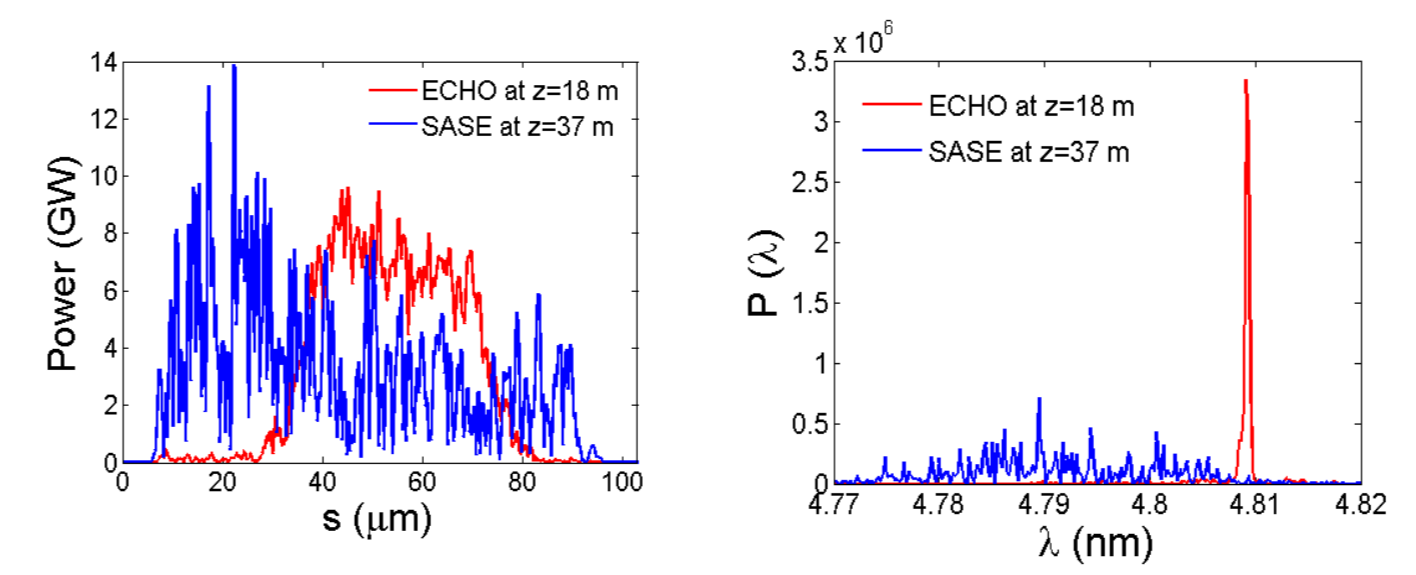 14
12
10
8
6
4
2
0
0 20 40 60 80 100
Power (GW)
s (μm)
ECHO at z=18 m
SASE at z=37 m
x 10^6
3.5
3
2.5
2
1.5
1
0.5
0
4.77 4.78 4.79 4.8 4.81 4.82
P (λ)
λ (nm)
ECHO at z=18 m
SASE at z=37 m